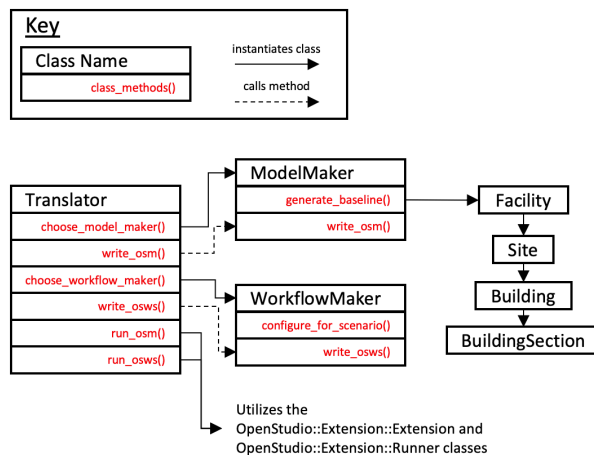 Key
Class Name
class_methods()
instantiates class
calls method
Translator
choose_model_maker()
write_osm()
choose_workflow_maker()
write_osws()
run_osm()
run_osws()
ModelMaker
generate_baseline()
write_osm()
WorkflowMaker
configure_for_scenario()
write_osws()
Facility
Site
Building
BuildingSection
Utilizes the
OpenStudio::Extension::Extension and
OpenStudio::Extension::Runner classes